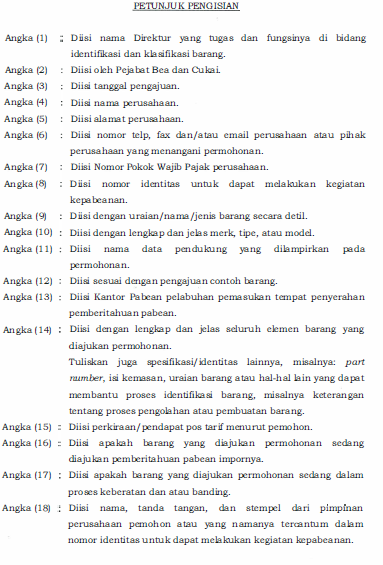 PETUNJUK PENGISIAN
Angka (1) : Diisi nama Direktur yang tugas dan fungsinya di bidang
identifikasi dan klasifikasi barang.
Angka (2) : Diisi oleh Pejabat Bea dan Cukai.
Angka (3) : Diisi tanggal pengajuan.
Angka (4) : Diisi nama perusahaan.
Angka (5) : Diisi alamat perusahaan.
Angka (6) : Diisi nomor telp, fax dan/atau email perusahaan atau pihak
perusahaan yang menangani permohonan.
Angka (7) : Diisi Nomor Pokok Wajib Pajak perusahaan.
Angka (8) : Diisi nomor identitas untuk dapat melakukan kegiatan
kepabeanan.
Angka (9) : Diisi dengan uraian/nama/jenis barang secara detil.
Angka (10) : Diisi dengan lengkap dan jelas merk, tipe, atau model.
Angka (11) : Diisi nama data pendukung yang dilampirkan pada
permohonan.
Angka (12) : Diisi sesuai dengan pengajuan contoh barang.
Angka (13) : Diisi Kantor Pabean pelabuhan pemasukan tempat penyerahan
pemberitahuan pabean.
Angka (14) : Diisi dengan lengkap dan jelas seluruh elemen barang yang
diajukan permohonan.
Tuliskan juga spesifikasi/identitas lainnya, misalnya: part
number, isi kemasan, uraian barang atau hal-hal lain yang dapat
membantu proses identifikasi barang, misalnya keterangan
tentang proses pengolahan atau pembuatan barang.
Angka (15) : Diisi perkiraan/pendapat pos tarif menurut pemohon.
Angka (16) : Diisi apakah barang yang diajukan permohonan sedang
diajukan pemberitahuan pabean impornya.
Angka (17) : Diisi apakah barang yang diajukan permohonan sedang dalam
proses keberatan dan atau banding.
Angka (18) : Diisi nama, tanda tangan, dan stempel dari pimpinan
perusahaan pemohon atau yang namanya tercantum dalam
nomor identitas untuk dapat melakukan kegiatan kepabeanan.